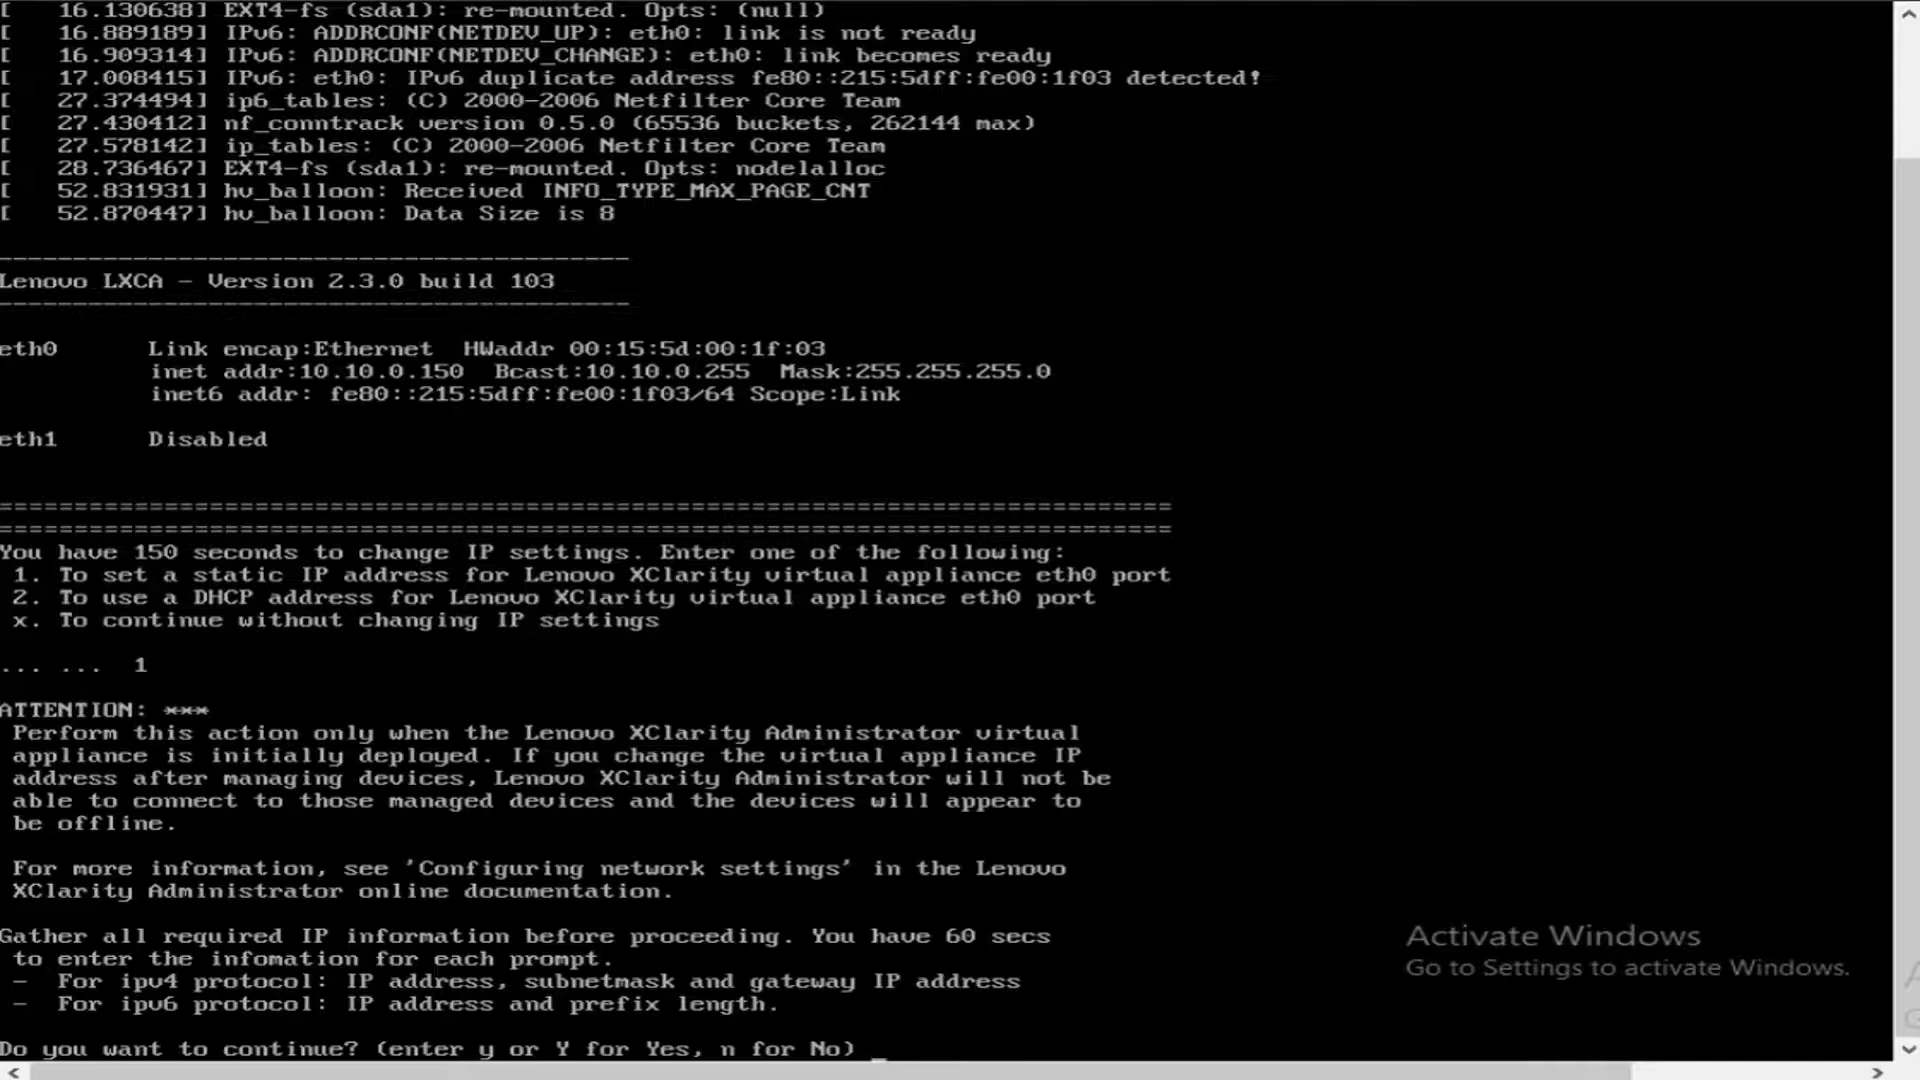 [   16.130638] EXT4-fs (sda1): re-mounted. Opts: (null)
[   16.889189] IPv6: ADDRCONF(NETDEV_UP): eth0: link is not ready
[   16.909314] IPv6: ADDRCONF(NETDEV_CHANGE): eth0: link becomes ready
[   17.008415] IPv6: eth0: IPv6 duplicate address fe80::215:5dff:fe00:1f03 detected!
[   27.374494] ip6_tables: (C) 2000-2006 Netfilter Core Team
[   27.430412] nf_conntrack version 0.5.0 (65536 buckets, 262144 max)
[   27.578142] ip_tables: (C) 2000-2006 Netfilter Core Team
[   28.736467] EXT4-fs (sda1): re-mounted. Opts: nodelalloc
[   52.831931] hv_balloon: Received INFO_TYPE_MAX_PAGE_CNT
[   52.870447] hv_balloon: Data Size is 8
------------------------------------------
Lenovo LXCA - Version 2.3.0 build 103
------------------------------------------
eth0      Link encap:Ethernet  HWaddr 00:15:5d:00:1f:03
          inet addr:10.10.0.150  Bcast:10.10.0.255  Mask:255.255.255.0
          inet6 addr: fe80::215:5dff:fe00:1f03/64 Scope:Link
eth1      Disabled
==============================================================================
==============================================================================
You have 150 seconds to change IP settings. Enter one of the following:
 1. To set a static IP address for Lenovo XClarity virtual appliance eth0 port
 2. To use a DHCP address for Lenovo XClarity virtual appliance eth0 port
 x. To continue without changing IP settings
... ...  1
ATTENTION: ***
 Perform this action only when the Lenovo XClarity Administrator virtual
 appliance is initially deployed. If you change the virtual appliance IP
 address after managing devices, Lenovo XClarity Administrator will not be
 able to connect to those managed devices and the devices will appear to
 be offline.
 For more information, see 'Configuring network settings' in the Lenovo
 XClarity Administrator online documentation.
Gather all required IP information before proceeding. You have 60 secs
 to enter the infomation for each prompt.
 -  For ipv4 protocol: IP address, subnetmask and gateway IP address
 -  For ipv6 protocol: IP address and prefix length.
Do you want to continue? (enter y or Y for Yes, n for No) _
Activate Windows
Go to Settings to activate Windows.